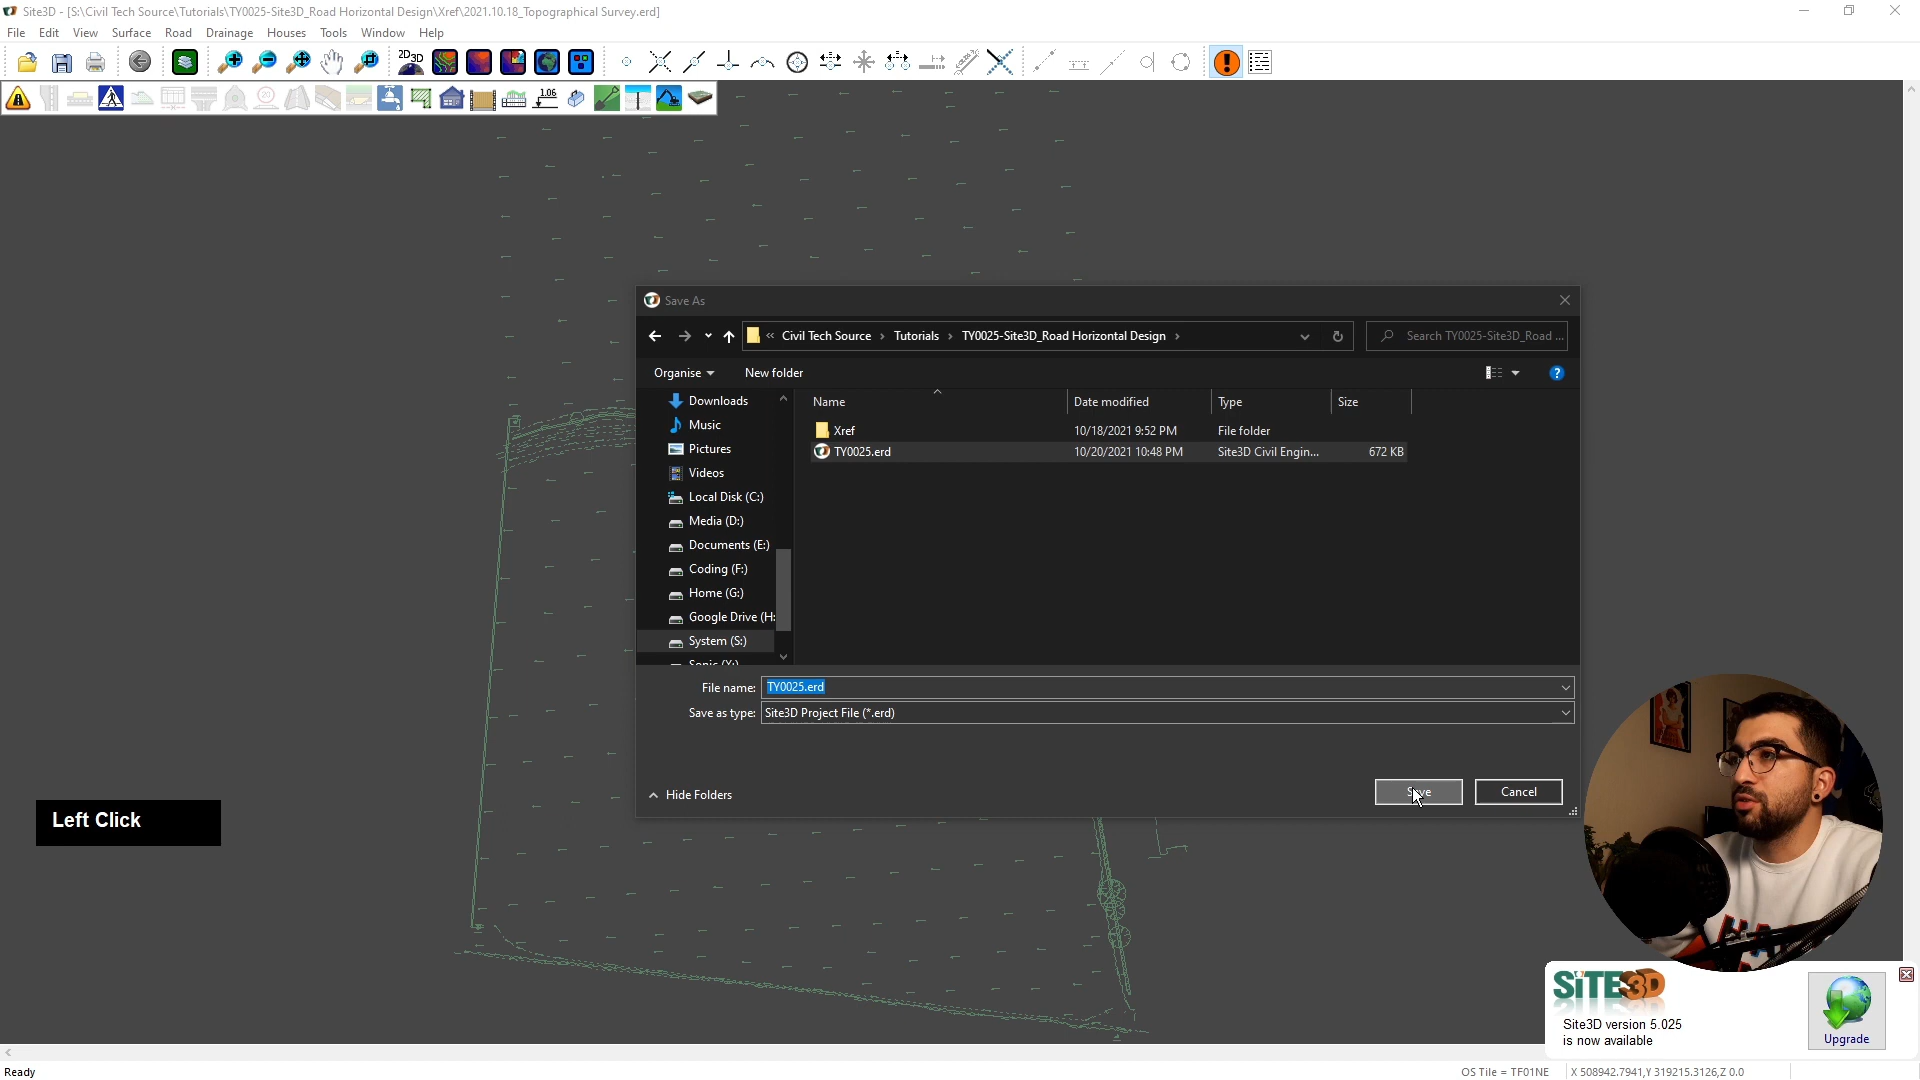 Site3D - [S:\Civil Tech Source\Tutorials\TY0025-Site3D_Road Horizontal Design\Xref\2021.10.18_Topographical Survey.erd]
File Edit View Surface Road Drainage Houses Tools Window Help
2D 3D
20
1.06
Save As
« Civil Tech Source › Tutorials › TY0025-Site3D_Road Horizontal Design ›
Search TY0025-Site3D_Road ...
Organise
New folder
Downloads
Music
Pictures
Videos
Local Disk (C:)
Media (D:)
Documents (E:)
Coding (F:)
Home (G:)
Google Drive (H:
System (S:)
Name Date modified Type Size
Xref 10/18/2021 9:52 PM File folder
TY0025.erd 10/20/2021 10:48 PM Site3D Civil Engin... 672 KB
File name: TY0025.erd
Save as type: Site3D Project File (*.erd)
Hide Folders
Save
Cancel
Left Click
SiTE3D
Site3D version 5.025
is now available
Upgrade
Ready
OS Tile = TF01NE
X 508942.7941,Y 319215.3126,Z 0.0